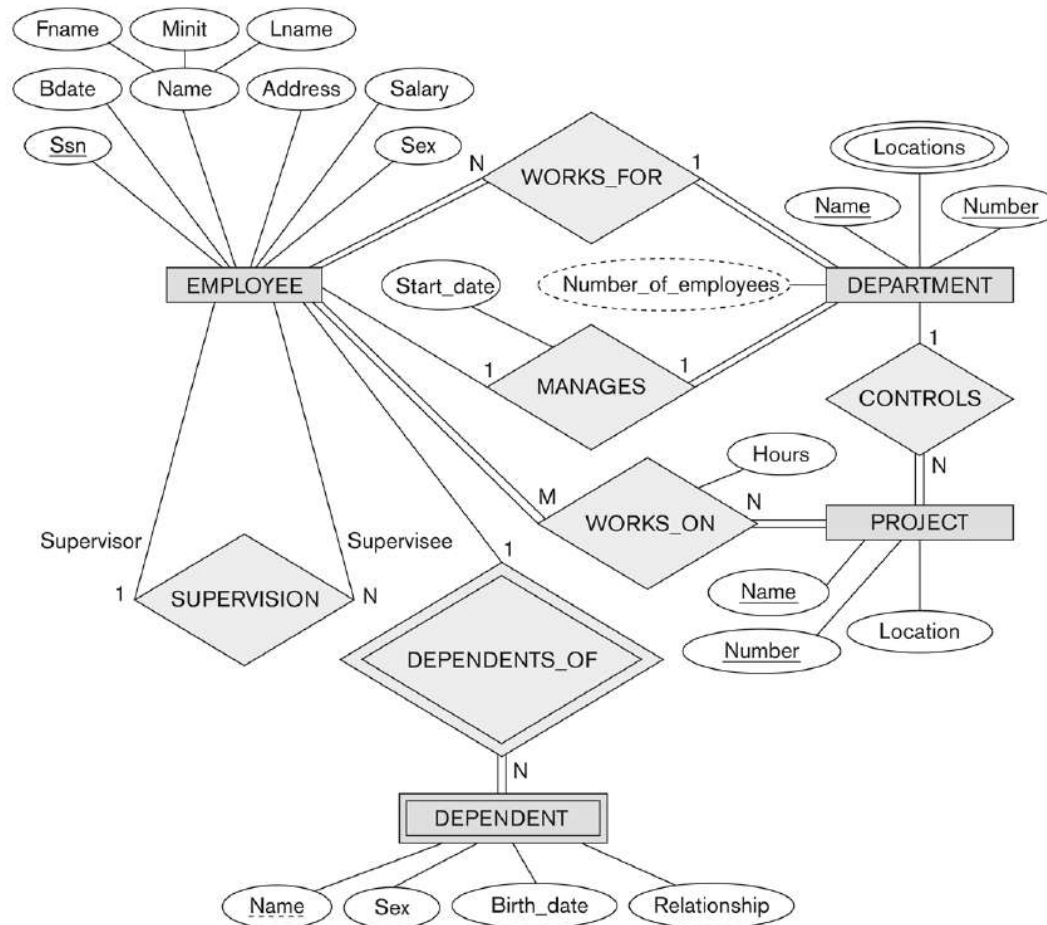 Fname
Minit
Lname
Bdate
Name
Address
Salary
Ssn
Sex
N
WORKS_FOR
1
Locations
Name
Number
EMPLOYEE
Start_date
Number_of_employees
DEPARTMENT
1
MANAGES
1
1
CONTROLS
N
Hours
M
WORKS_ON
N
PROJECT
Name
Number
Location
Supervisor
Supervisee
1
SUPERVISION
N
1
DEPENDENTS_OF
N
DEPENDENT
Name
Sex
Birth_date
Relationship